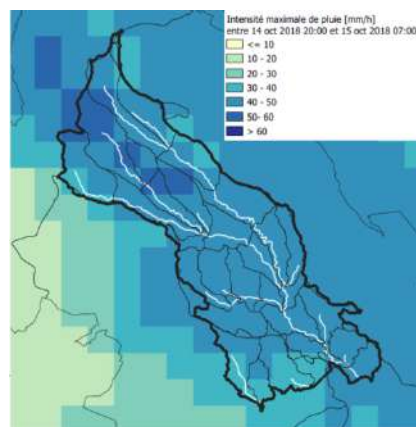 Intensité maximale de pluie [mm/h]
entre 14 oct 2018 20:00 et 15 oct 2018 07:00
<= 10
10 - 20
20 - 30
30 - 40
40 - 50
50- 60
> 60